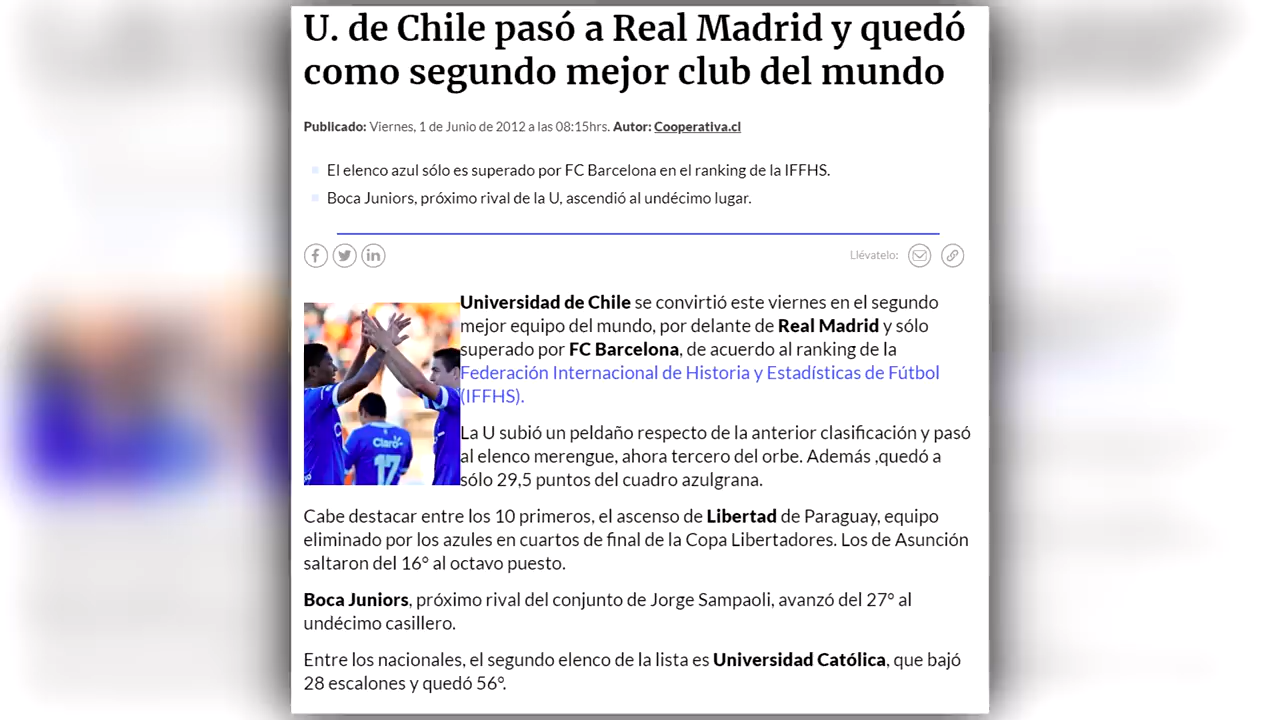 U. de Chile pasó a Real Madrid y quedó
como segundo mejor club del mundo
Publicado: Viernes, 1 de Junio de 2012 a las 08:15hrs. Autor: Cooperativa.cl
El elenco azul sólo es superado por FC Barcelona en el ranking de la IFFHS.
Boca Juniors, próximo rival de la U, ascendió al undécimo lugar.
Llévatelo:
Universidad de Chile se convirtió este viernes en el segundo
mejor equipo del mundo, por delante de Real Madrid y sólo
superado por FC Barcelona, de acuerdo al ranking de la
Federación Internacional de Historia y Estadísticas de Fútbol
(IFFHS).
La U subió un peldaño respecto de la anterior clasificación y pasó
al elenco merengue, ahora tercero del orbe. Además ,quedó a
sólo 29,5 puntos del cuadro azulgrana.
Claro
17
Cabe destacar entre los 10 primeros, el ascenso de Libertad de Paraguay, equipo
eliminado por los azules en cuartos de final de la Copa Libertadores. Los de Asunción
saltaron del 16° al octavo puesto.
Boca Juniors, próximo rival del conjunto de Jorge Sampaoli, avanzó del 27° al
undécimo casillero.
Entre los nacionales, el segundo elenco de la lista es Universidad Católica, que bajó
28 escalones y quedó 56°.